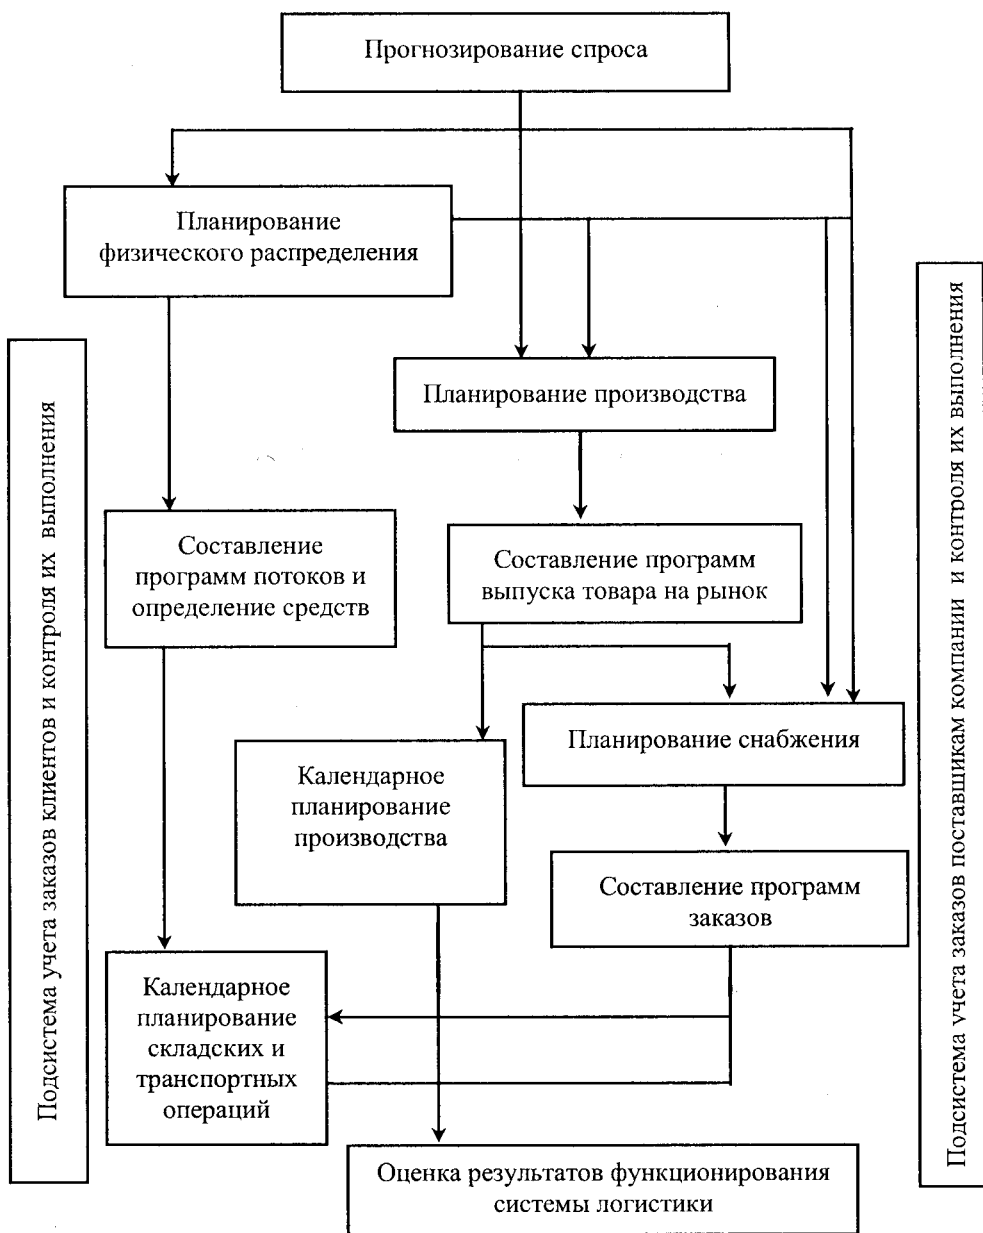 Прогнозирование спроса
Планирование
физического распределения
Планирование производства
Составление
программ потоков и
определение средств
Составление программ
выпуска товара на рынок
Планирование снабжения
Календарное
планирование
производства
Составление программ
заказов
Календарное
планирование
складских и
транспортных
операций
Оценка результатов функционирования
системы логистики
Подсистема учета заказов клиентов и контроля их выполнения
Подсистема учета заказов поставщикам компании и контроля их выполнения